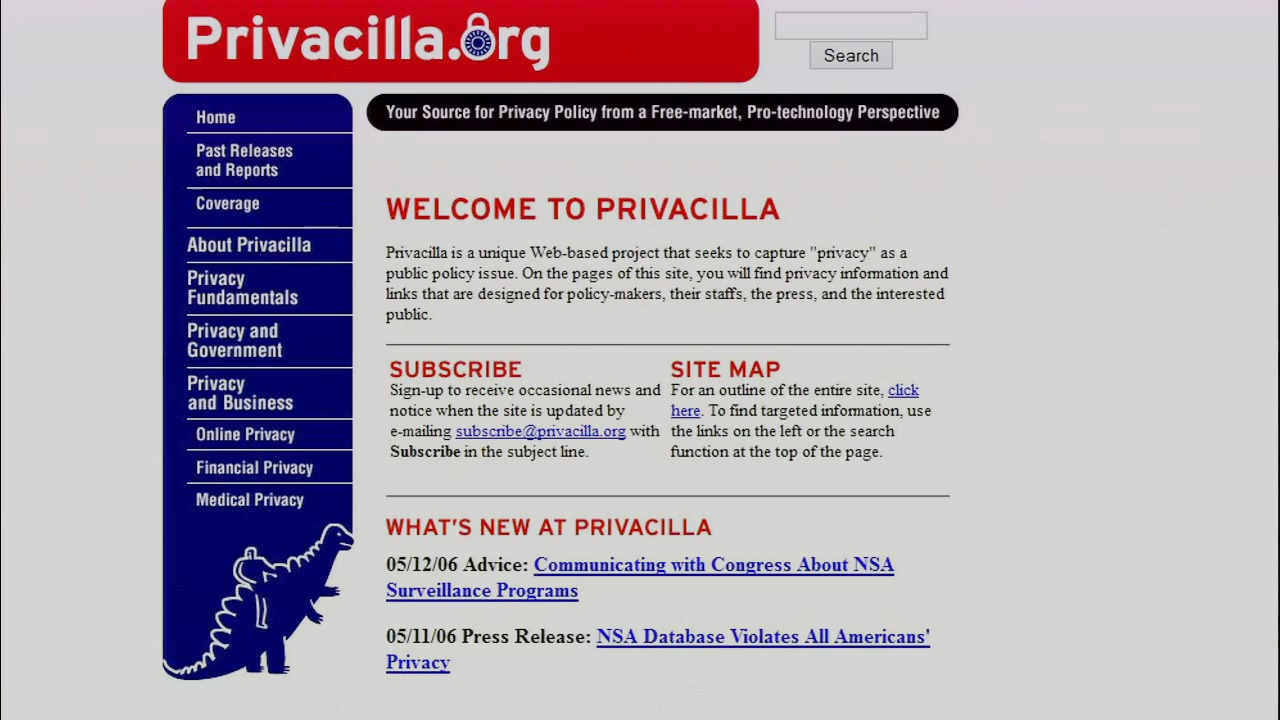 Privacilla.org
Search
Home
Past Releases
and Reports
Coverage
About Privacilla
Privacy
Fundamentals
Privacy and
Government
Privacy
and Business
Online Privacy
Financial Privacy
Medical Privacy
Your Source for Privacy Policy from a Free-market, Pro-technology Perspective
WELCOME TO PRIVACILLA
Privacilla is a unique Web-based project that seeks to capture "privacy" as a
public policy issue. On the pages of this site, you will find privacy information and
links that are designed for policy-makers, their staffs, the press, and the interested
public.
SUBSCRIBE
Sign-up to receive occasional news and
notice when the site is updated by
e-mailing subscribe@privacilla.org with
Subscribe in the subject line.
SITE MAP
For an outline of the entire site, click
here. To find targeted information, use
the links on the left or the search
function at the top of the page.
WHAT'S NEW AT PRIVACILLA
05/12/06 Advice: Communicating with Congress About NSA
Surveillance Programs
05/11/06 Press Release: NSA Database Violates All Americans'
Privacy